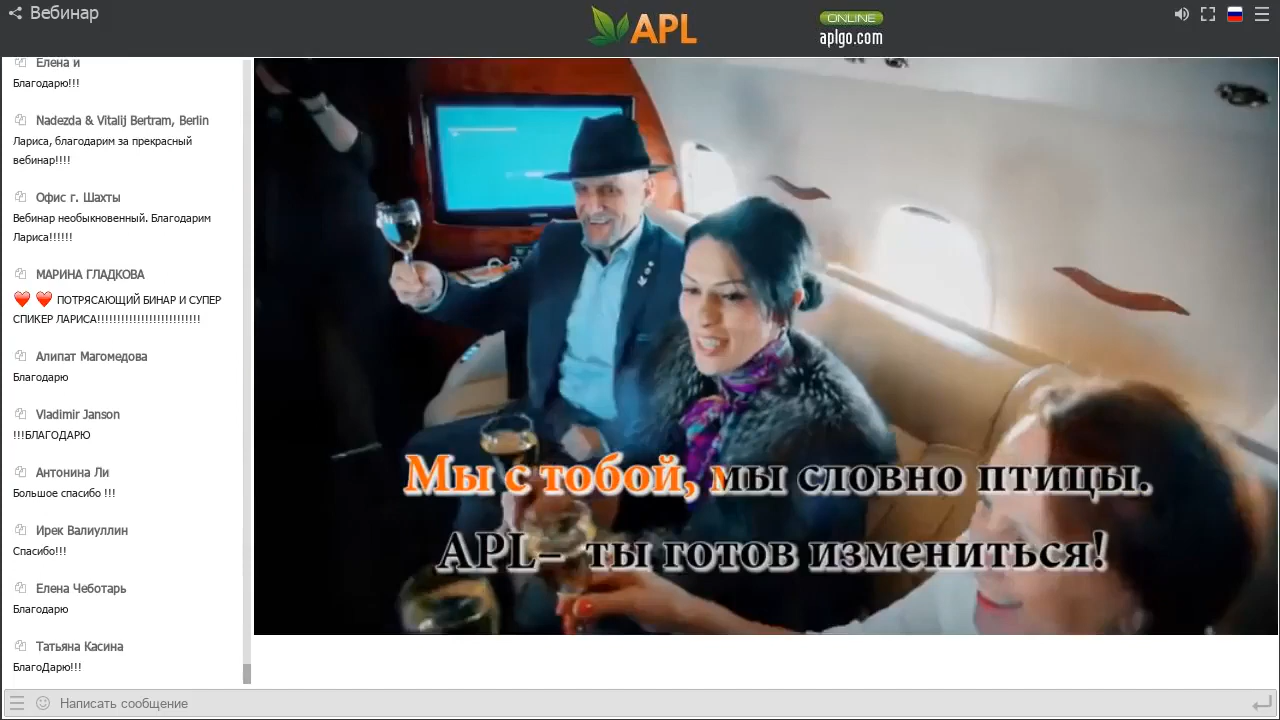 Вебинар
APL
ONLINE
aplgo.com
Елена и
Благодарю!!!
Nadezda & Vitalij Bertram, Berlin
Лариса, благодарим за прекрасный
вебинар!!!!
Офис г. Шахты
Вебинар необыкновенный. Благодарим
Лариса!!!!!!
МАРИНА ГЛАДКОВА
ПОТРЯСАЮЩИЙ БИНАР И СУПЕР
СПИКЕР ЛАРИСА!!!!!!!!!!!!!!!!!!!!!!!!!!
Алипат Магомедова
Благодарю
Vladimir Janson
!!!БЛАГОДАРЮ
Антонина Ли
Большое спасибо !!!
Ирек Валиуллин
Спасибо!!!
Елена Чеботарь
Благодарю
Татьяна Касина
БлагоДарю!!!
Мы с тобой, мы словно птицы.
APL– ты готов измениться!
Написать сообщение